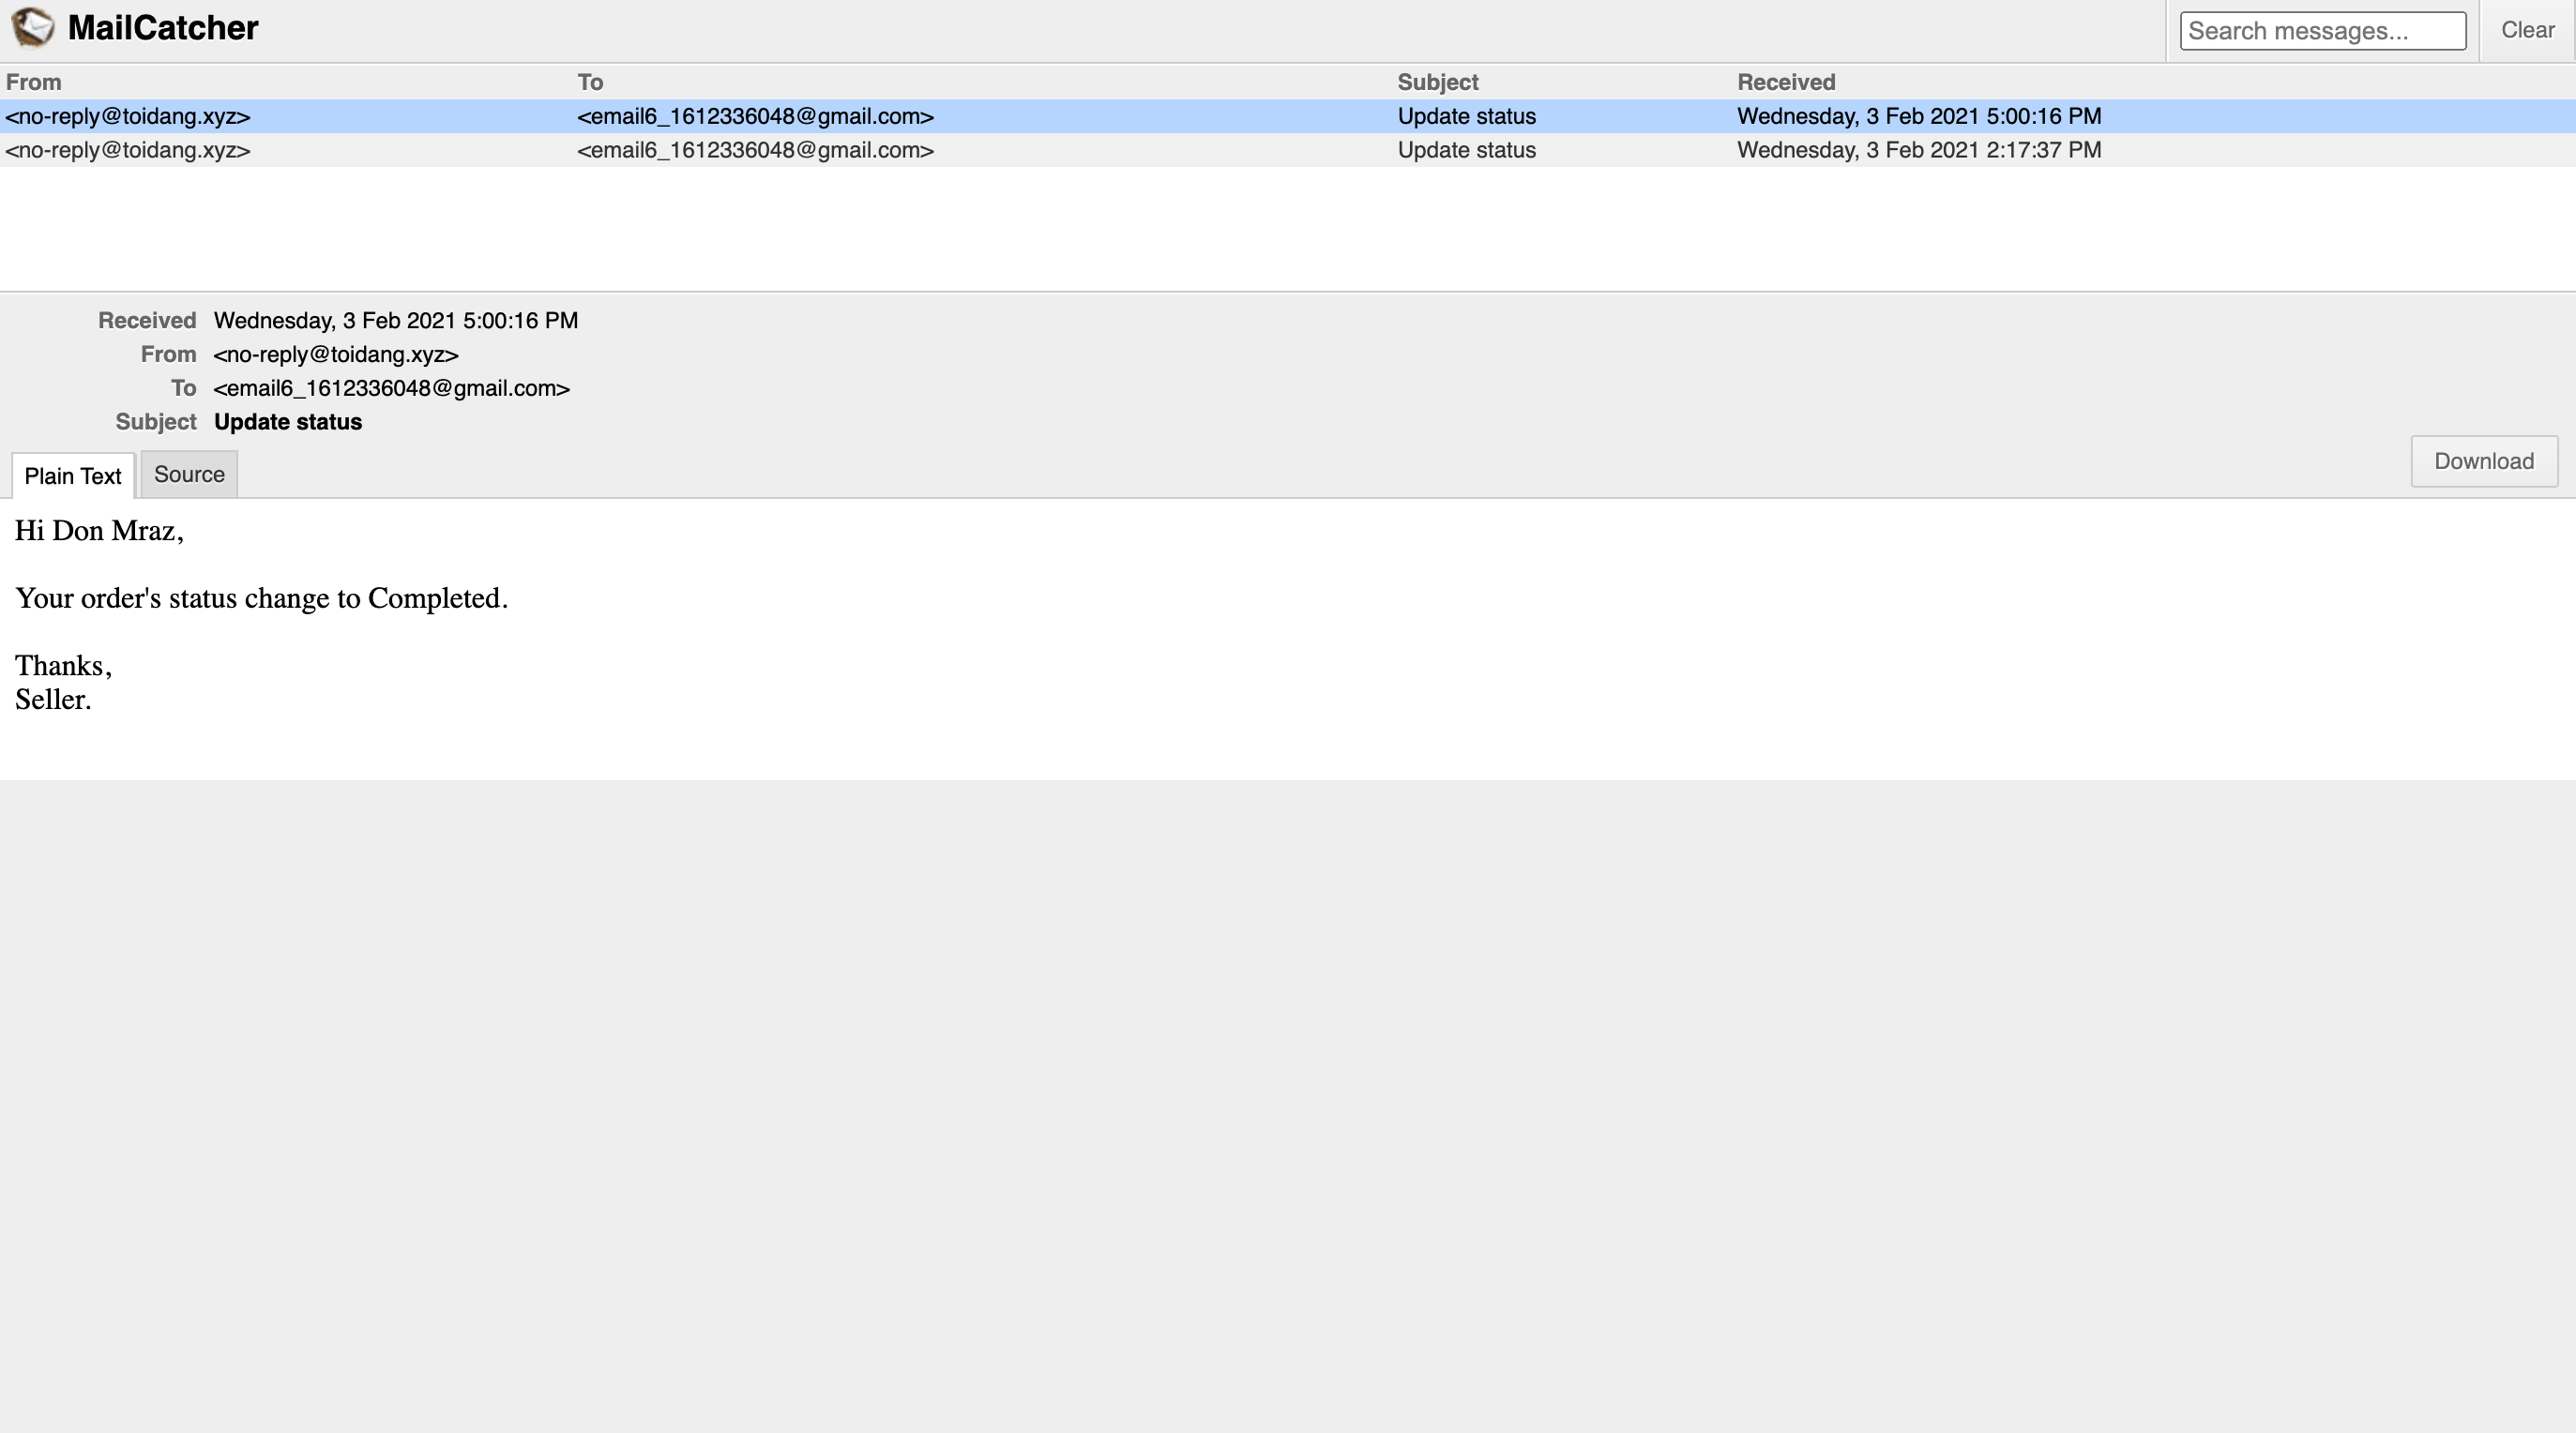 MailCatcher
Search messages...
Clear
From To Subject Received
<no-reply@toidang.xyz> <email6_1612336048@gmail.com> Update status Wednesday, 3 Feb 2021 5:00:16 PM
<no-reply@toidang.xyz> <email6_1612336048@gmail.com> Update status Wednesday, 3 Feb 2021 2:17:37 PM
Received Wednesday, 3 Feb 2021 5:00:16 PM
From <no-reply@toidang.xyz>
To <email6_1612336048@gmail.com>
Subject Update status
Plain Text
Source
Download
Hi Don Mraz,
Your order's status change to Completed.
Thanks,
Seller.